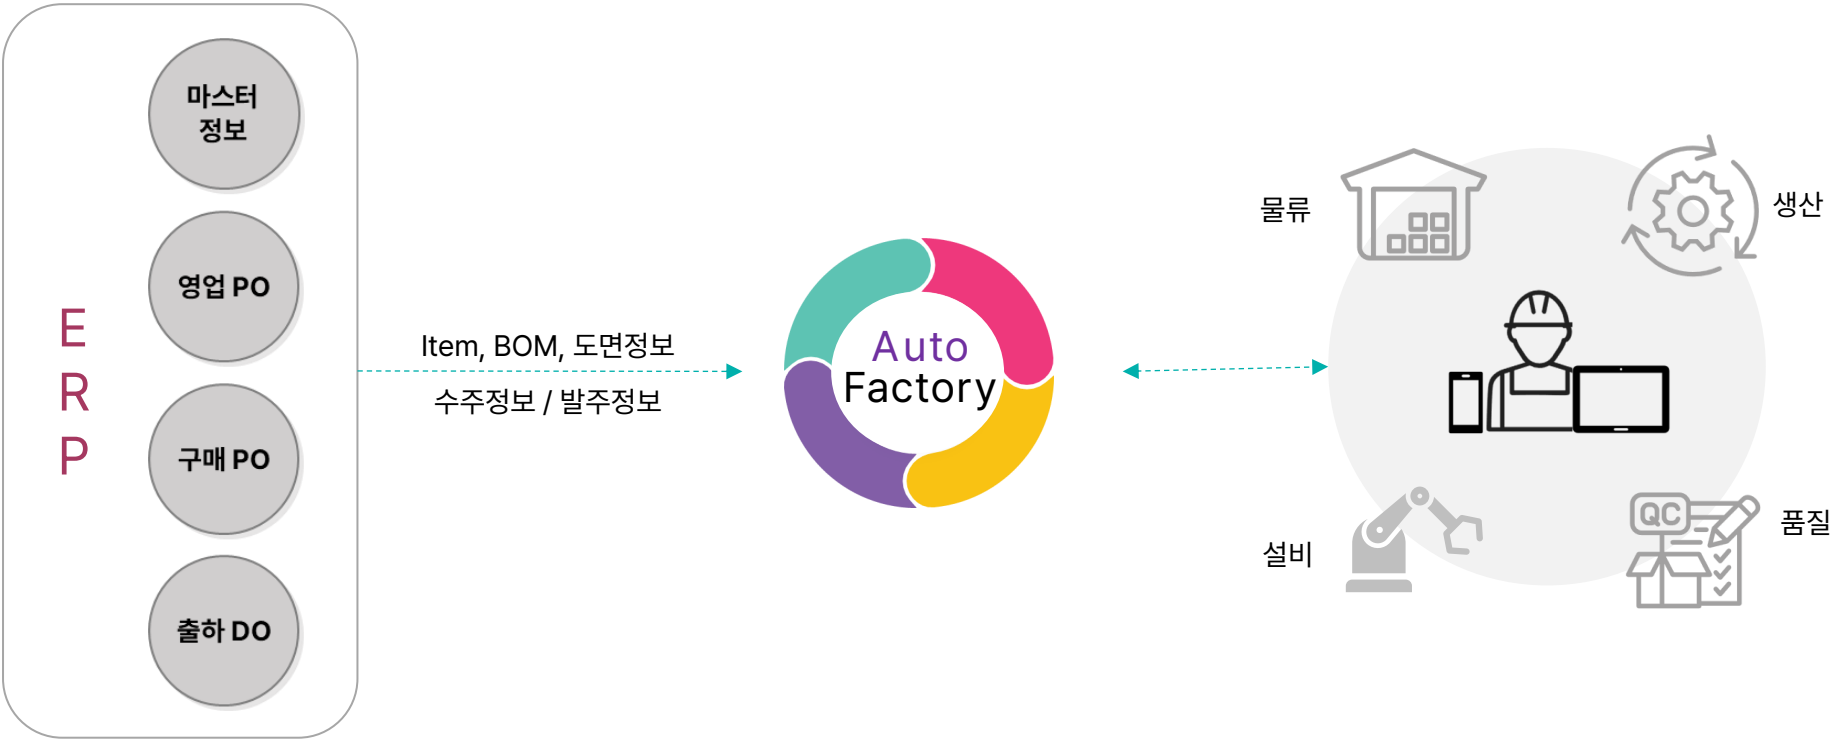 E
R
P
마스터
정보
영업 PO
구매 PO
출하 DO
Item, BOM, 도면정보
수주정보 / 발주정보
Auto
Factory
물류
생산
설비
QC
품질